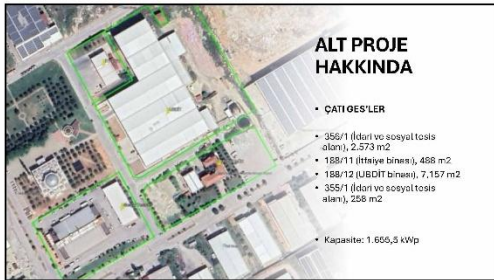 ALT PROJE
HAKKINDA
• ÇATI GES'LER
• 356/1 (İdari ve sosyal tesis
alanı), 2.573 m2
• 188/11 (İtfaiye binası), 488 m2
• 188/12 (UBDİT binası), 7,157 m2
• 355/1 (İdari ve sosyal tesis
alanı), 258 m2
• Kapasite: 1.655,5 kWp